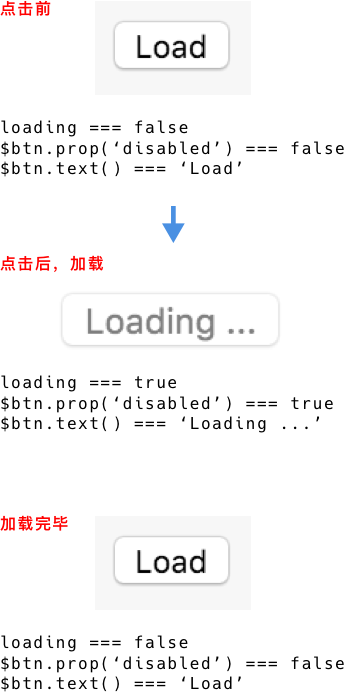 点击前
Load
loading === false
$btn.prop(‘disabled’) === false
$btn.text() === ‘Load’
点击后，加载
Loading ...
loading === true
$btn.prop(‘disabled’) === true
$btn.text() === ‘Loading ...’
加载完毕
Load
loading === false
$btn.prop(‘disabled’) === false
$btn.text() === ‘Load’